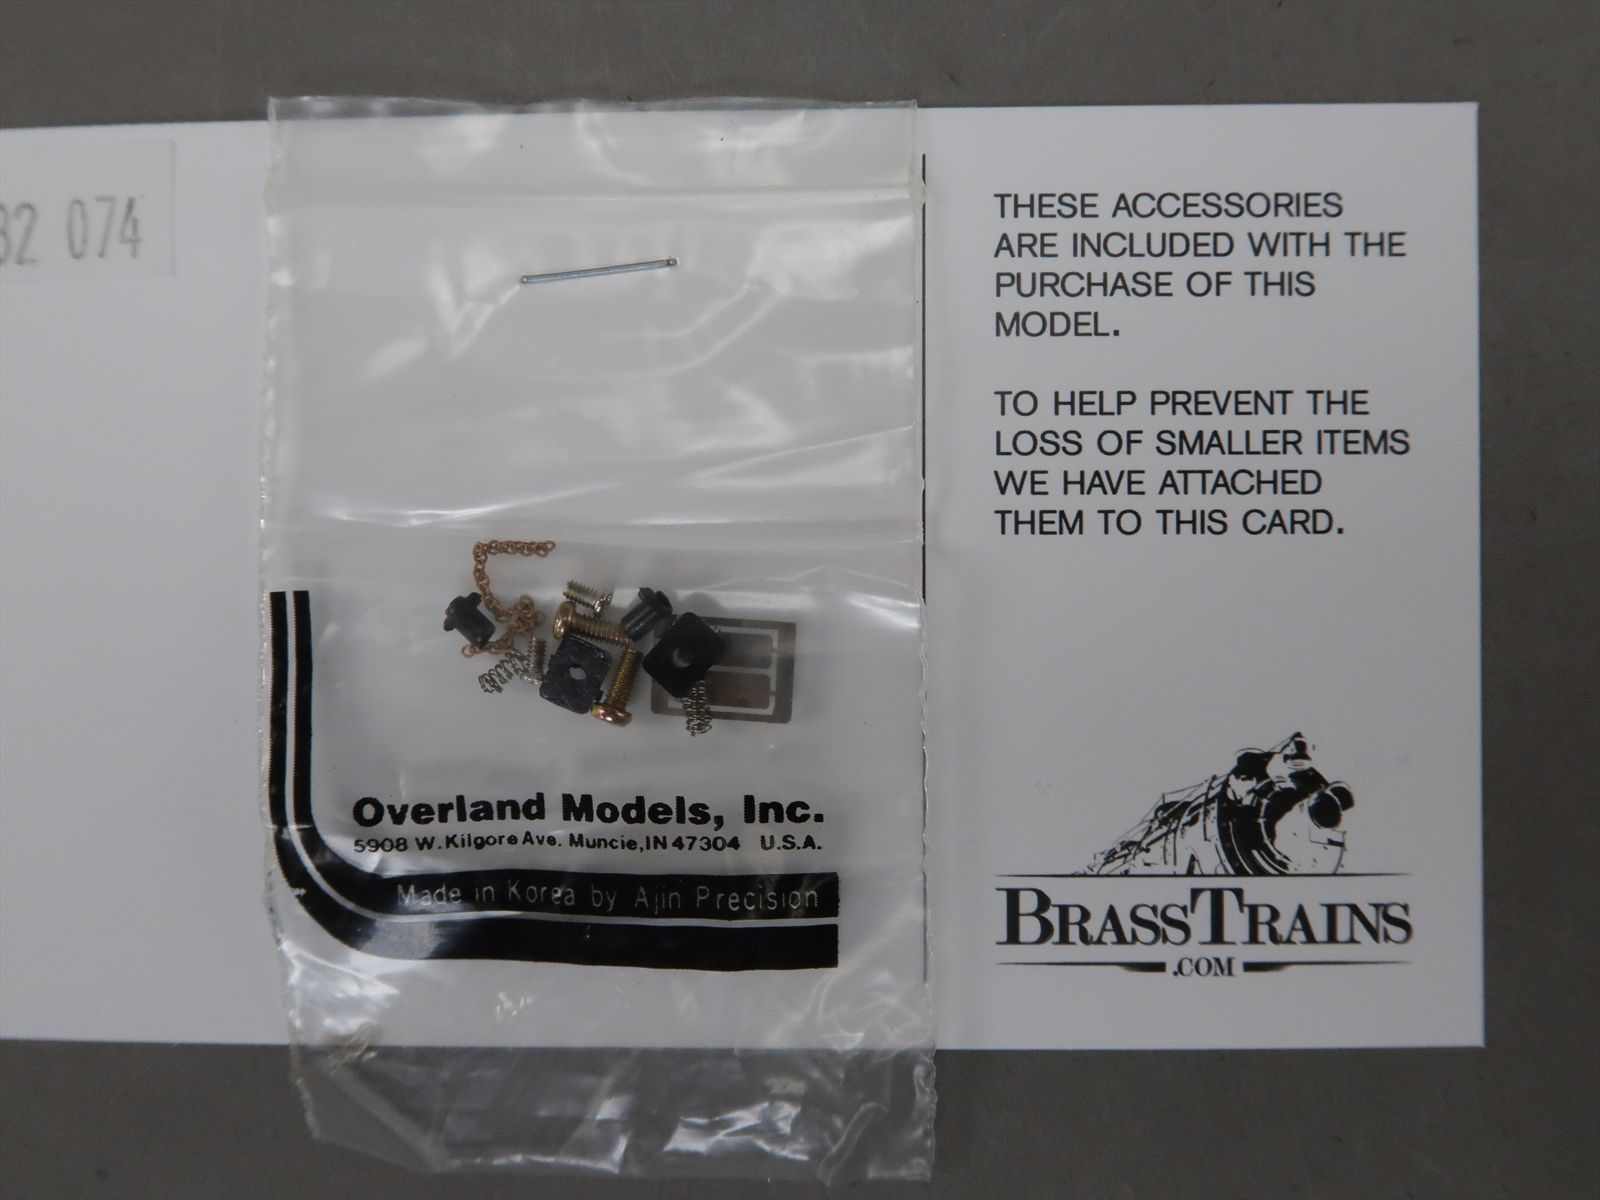 82 074
THESE ACCESSORIES
ARE INCLUDED WITH THE
PURCHASE OF THIS
MODEL.
TO HELP PREVENT THE
LOSS OF SMALLER ITEMS
WE HAVE ATTACHED
THEM TO THIS CARD.
Overland Models, Inc.
5908 W. Kilgore Ave. Muncie, IN 47304 U.S.A.
Made in Korea by Ajin Precision
BRASSTRAINS
.COM